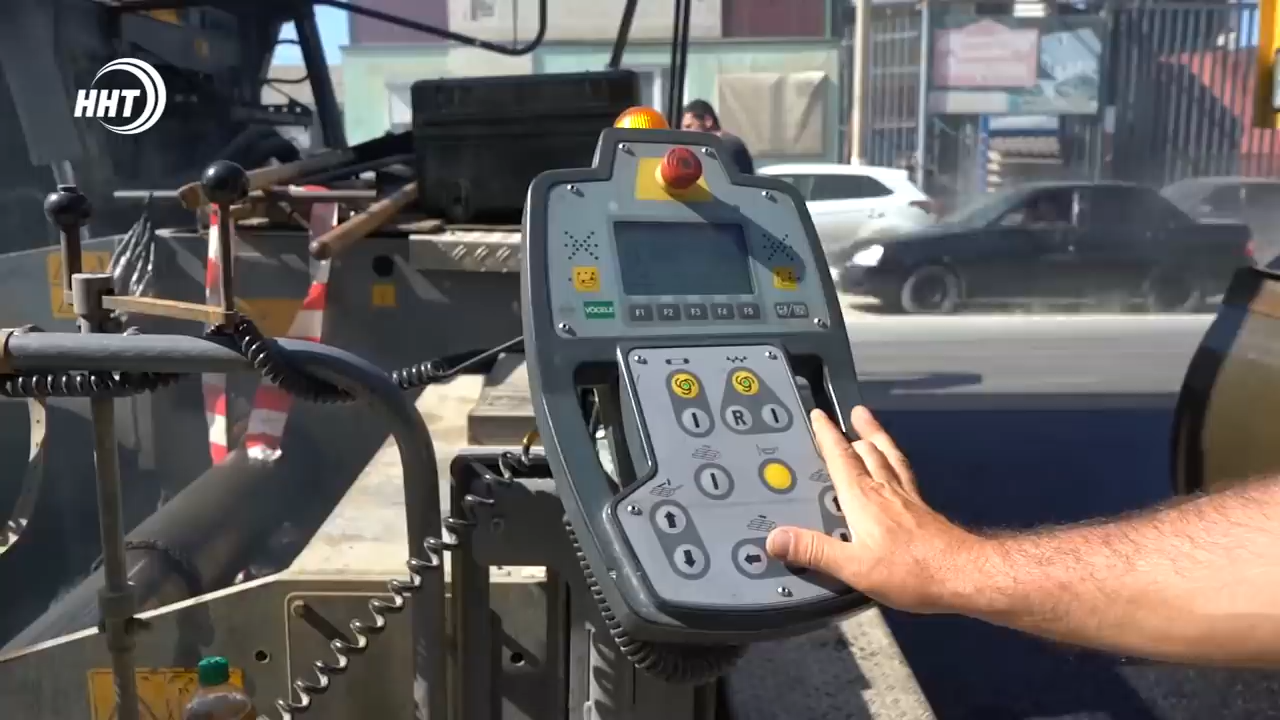 ННТ
VÖGELE F1 F2 F3 F4 F5
I R I
I